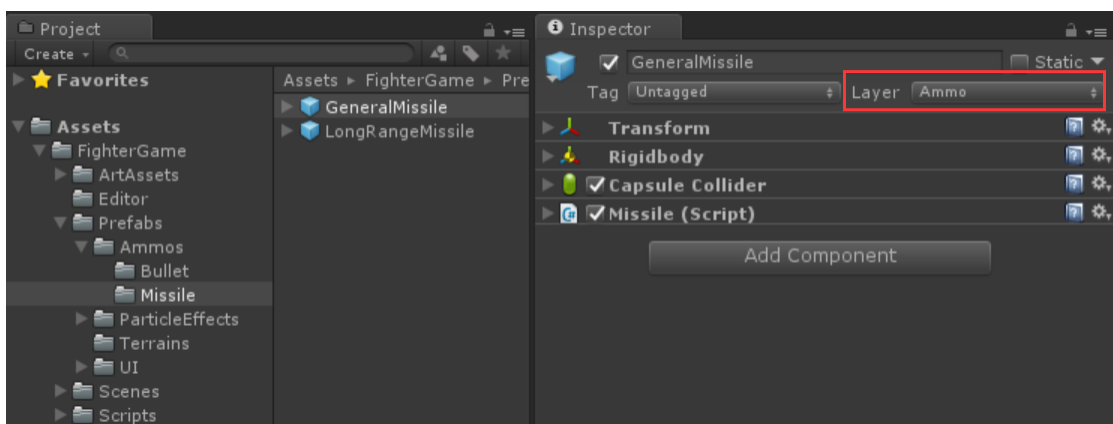 Project
Create
Favorites
Assets
FighterGame
ArtAssets
Editor
Prefabs
Ammos
Bullet
Missile
ParticleEffects
Terrains
UI
Scenes
Scripts
Assets ▸ FighterGame ▸ Pre
GeneralMissile
LongRangeMissile
Inspector
GeneralMissile Static
Tag Untagged Layer Ammo
Transform
Rigidbody
Capsule Collider
Missile (Script)
Add Component